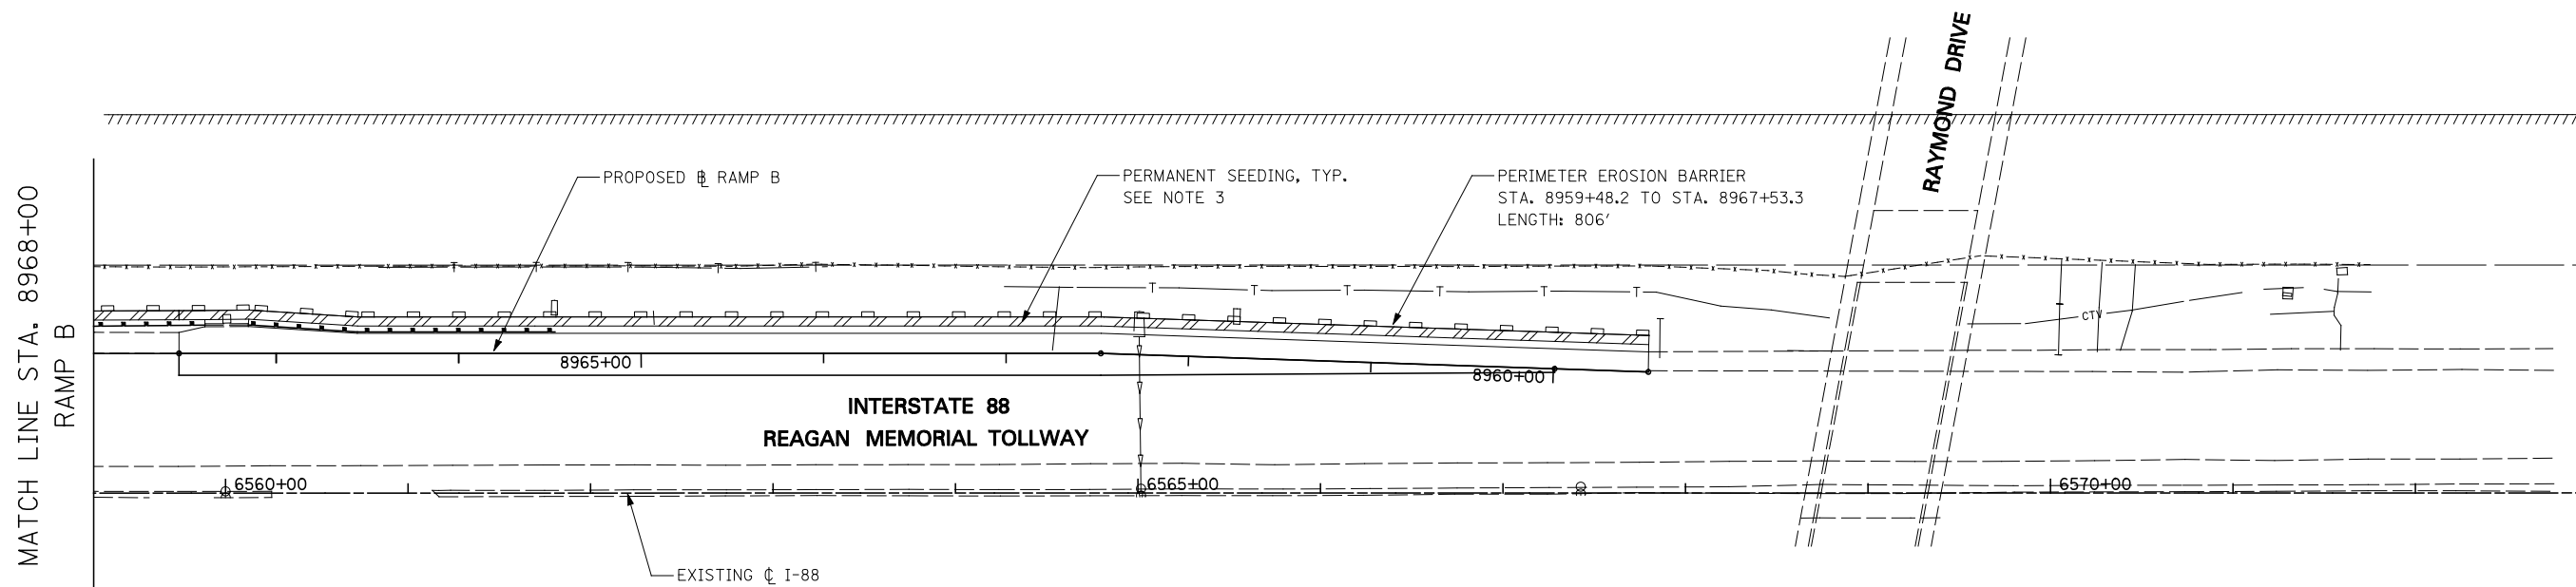 MATCH LINE STA. 8968+00
RAMP B
PROPOSED ⅊ RAMP B
PERMANENT SEEDING, TYP.
SEE NOTE 3
PERIMETER EROSION BARRIER
STA. 8959+48.2 TO STA. 8967+53.3
LENGTH: 806'
RAYMOND DRIVE
T T T T T
T T T T T T
CTV
8965+00
8960+00
INTERSTATE 88
REAGAN MEMORIAL TOLLWAY
6560+00
6565+00
6570+00
EXISTING ℄ I-88